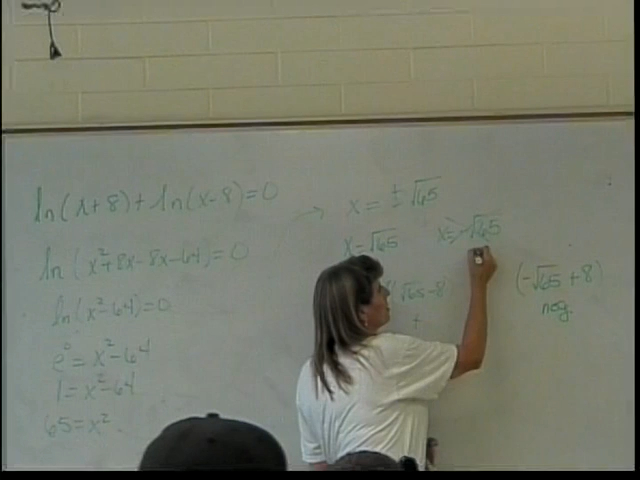 ln(x+8)+ln(x-8)=0
ln(x²+8x-8x-64)=0
ln(x²-64)=0
e⁰=x²-64
1=x²-64
65=x²
→ x=±√65
x=√65 x=-√65
√65-8)
+
(-√65+8)
neg.